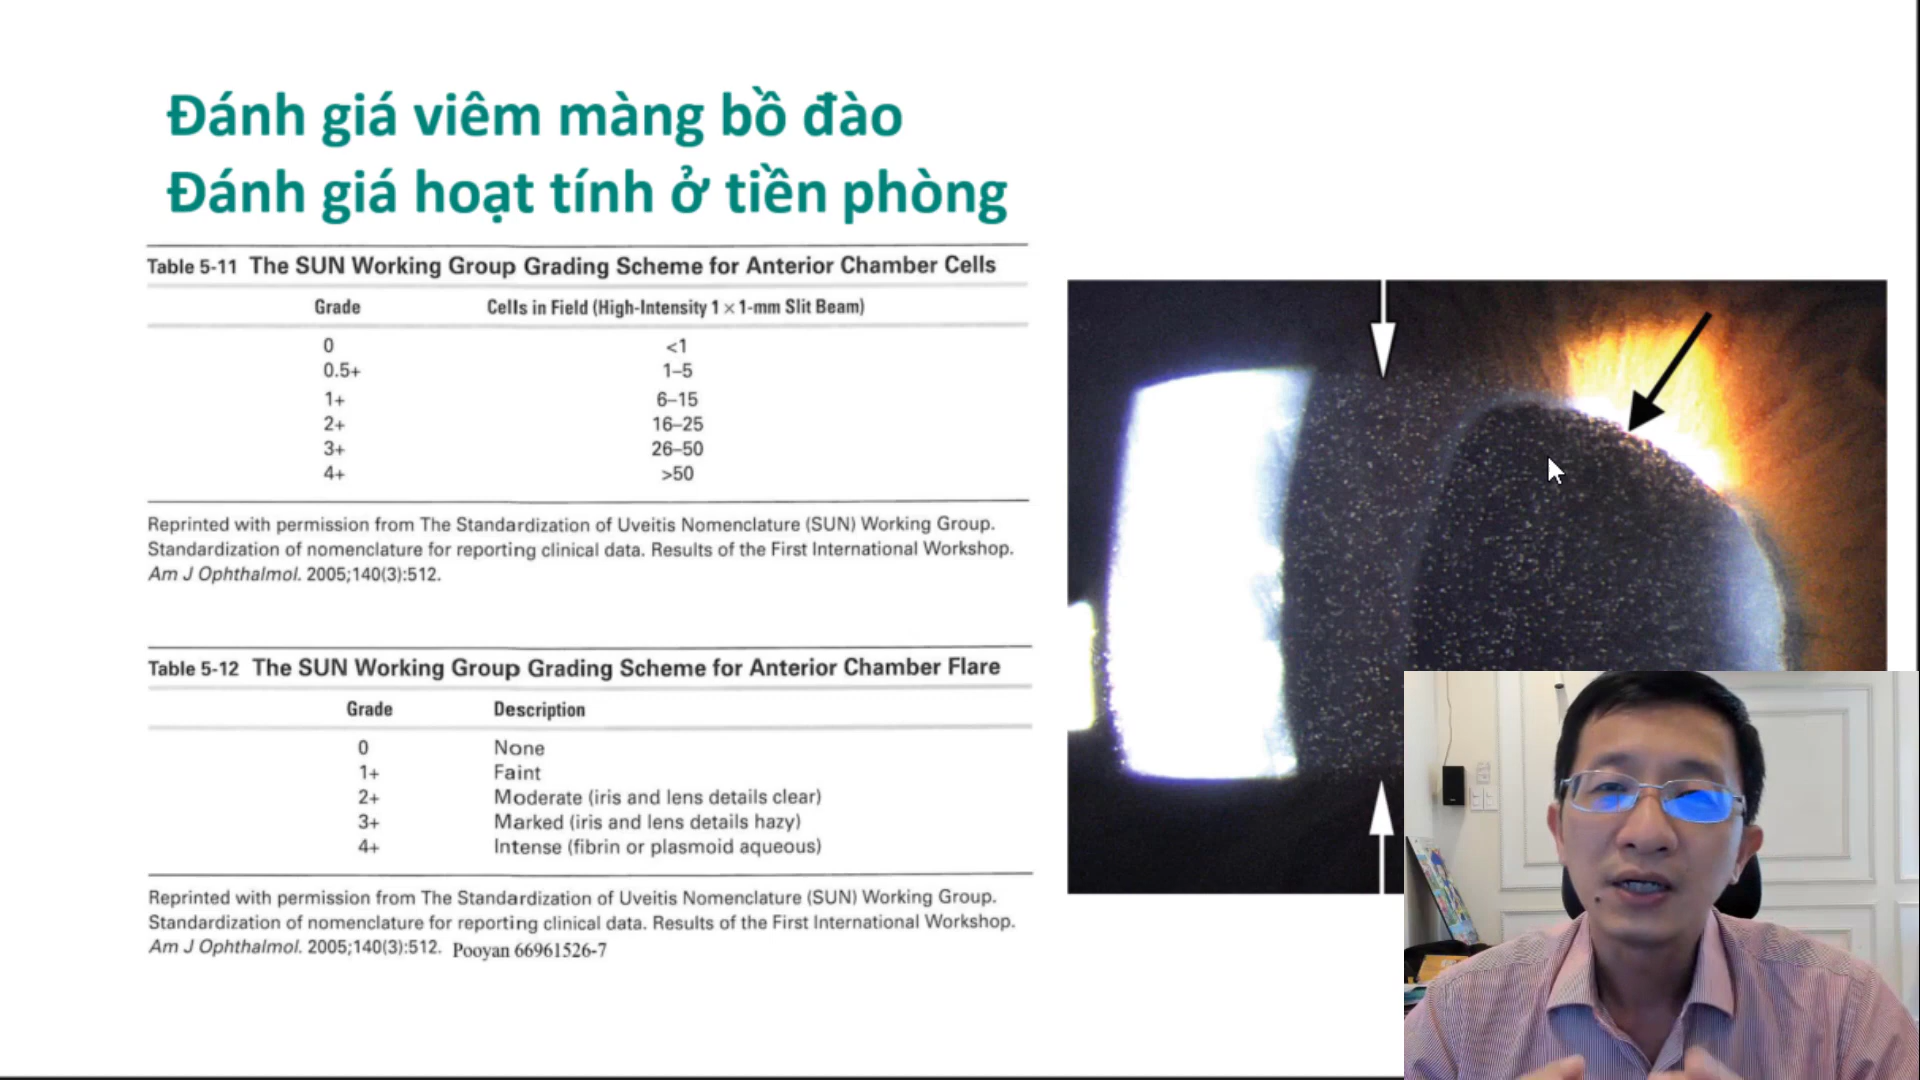 Đánh giá viêm màng bồ đào
Đánh giá hoạt tính ở tiền phòng
Table 5-11 The SUN Working Group Grading Scheme for Anterior Chamber Cells
Grade Cells in Field (High-Intensity 1 × 1-mm Slit Beam)
0 <1
0.5+ 1–5
1+ 6–15
2+ 16–25
3+ 26–50
4+ >50
Reprinted with permission from The Standardization of Uveitis Nomenclature (SUN) Working Group.
Standardization of nomenclature for reporting clinical data. Results of the First International Workshop.
Am J Ophthalmol. 2005;140(3):512.
Table 5-12 The SUN Working Group Grading Scheme for Anterior Chamber Flare
Grade Description
0 None
1+ Faint
2+ Moderate (iris and lens details clear)
3+ Marked (iris and lens details hazy)
4+ Intense (fibrin or plasmoid aqueous)
Reprinted with permission from The Standardization of Uveitis Nomenclature (SUN) Working Group.
Standardization of nomenclature for reporting clinical data. Results of the First International Workshop.
Am J Ophthalmol. 2005;140(3):512. Pooyan 66961526-7